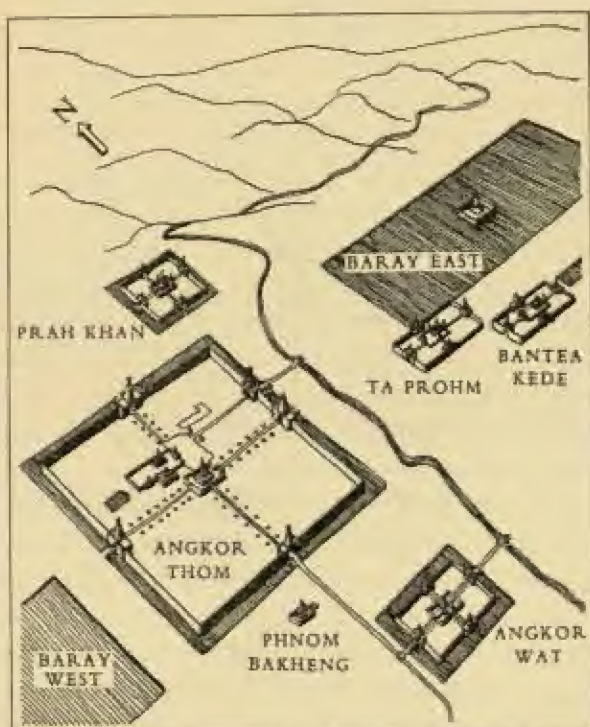 N
BARAY EAST
PRAH KHAN
TA PROHM
BANTEA
KEDE
ANGKOR
THOM
PHNOM
BAKHENG
ANGKOR
WAT
BARAY
WEST